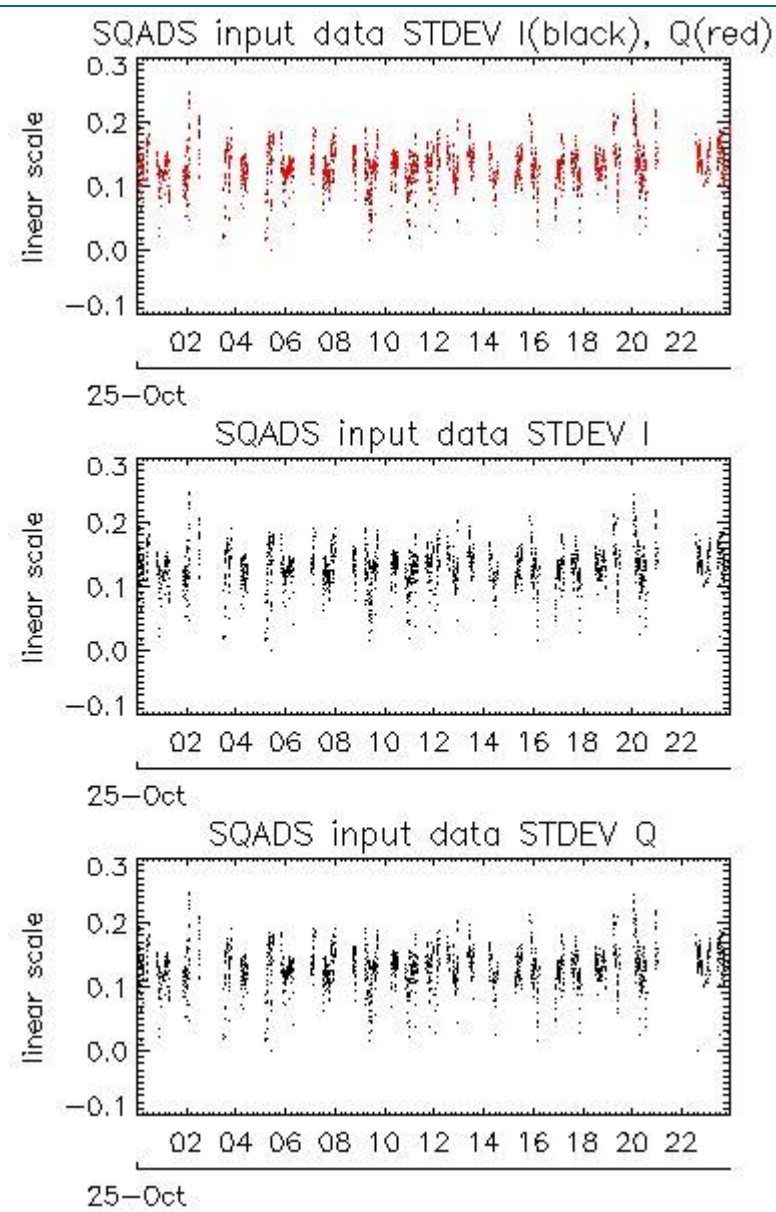 SQADS input data STDEV I(black), Q(red)
0.3
0.2
0.1
0.0
−0.1
linear scale
02 04 06 08 10 12 14 16 18 20 22
25−Oct
SQADS input data STDEV I
0.3
0.2
0.1
0.0
−0.1
linear scale
02 04 06 08 10 12 14 16 18 20 22
25−Oct
SQADS input data STDEV Q
0.3
0.2
0.1
0.0
−0.1
linear scale
02 04 06 08 10 12 14 16 18 20 22
25−Oct